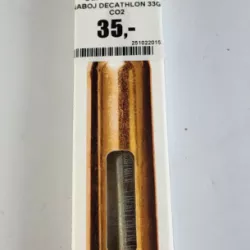 NABOJ DECATHLON 33G
CO2
35,-
251022015